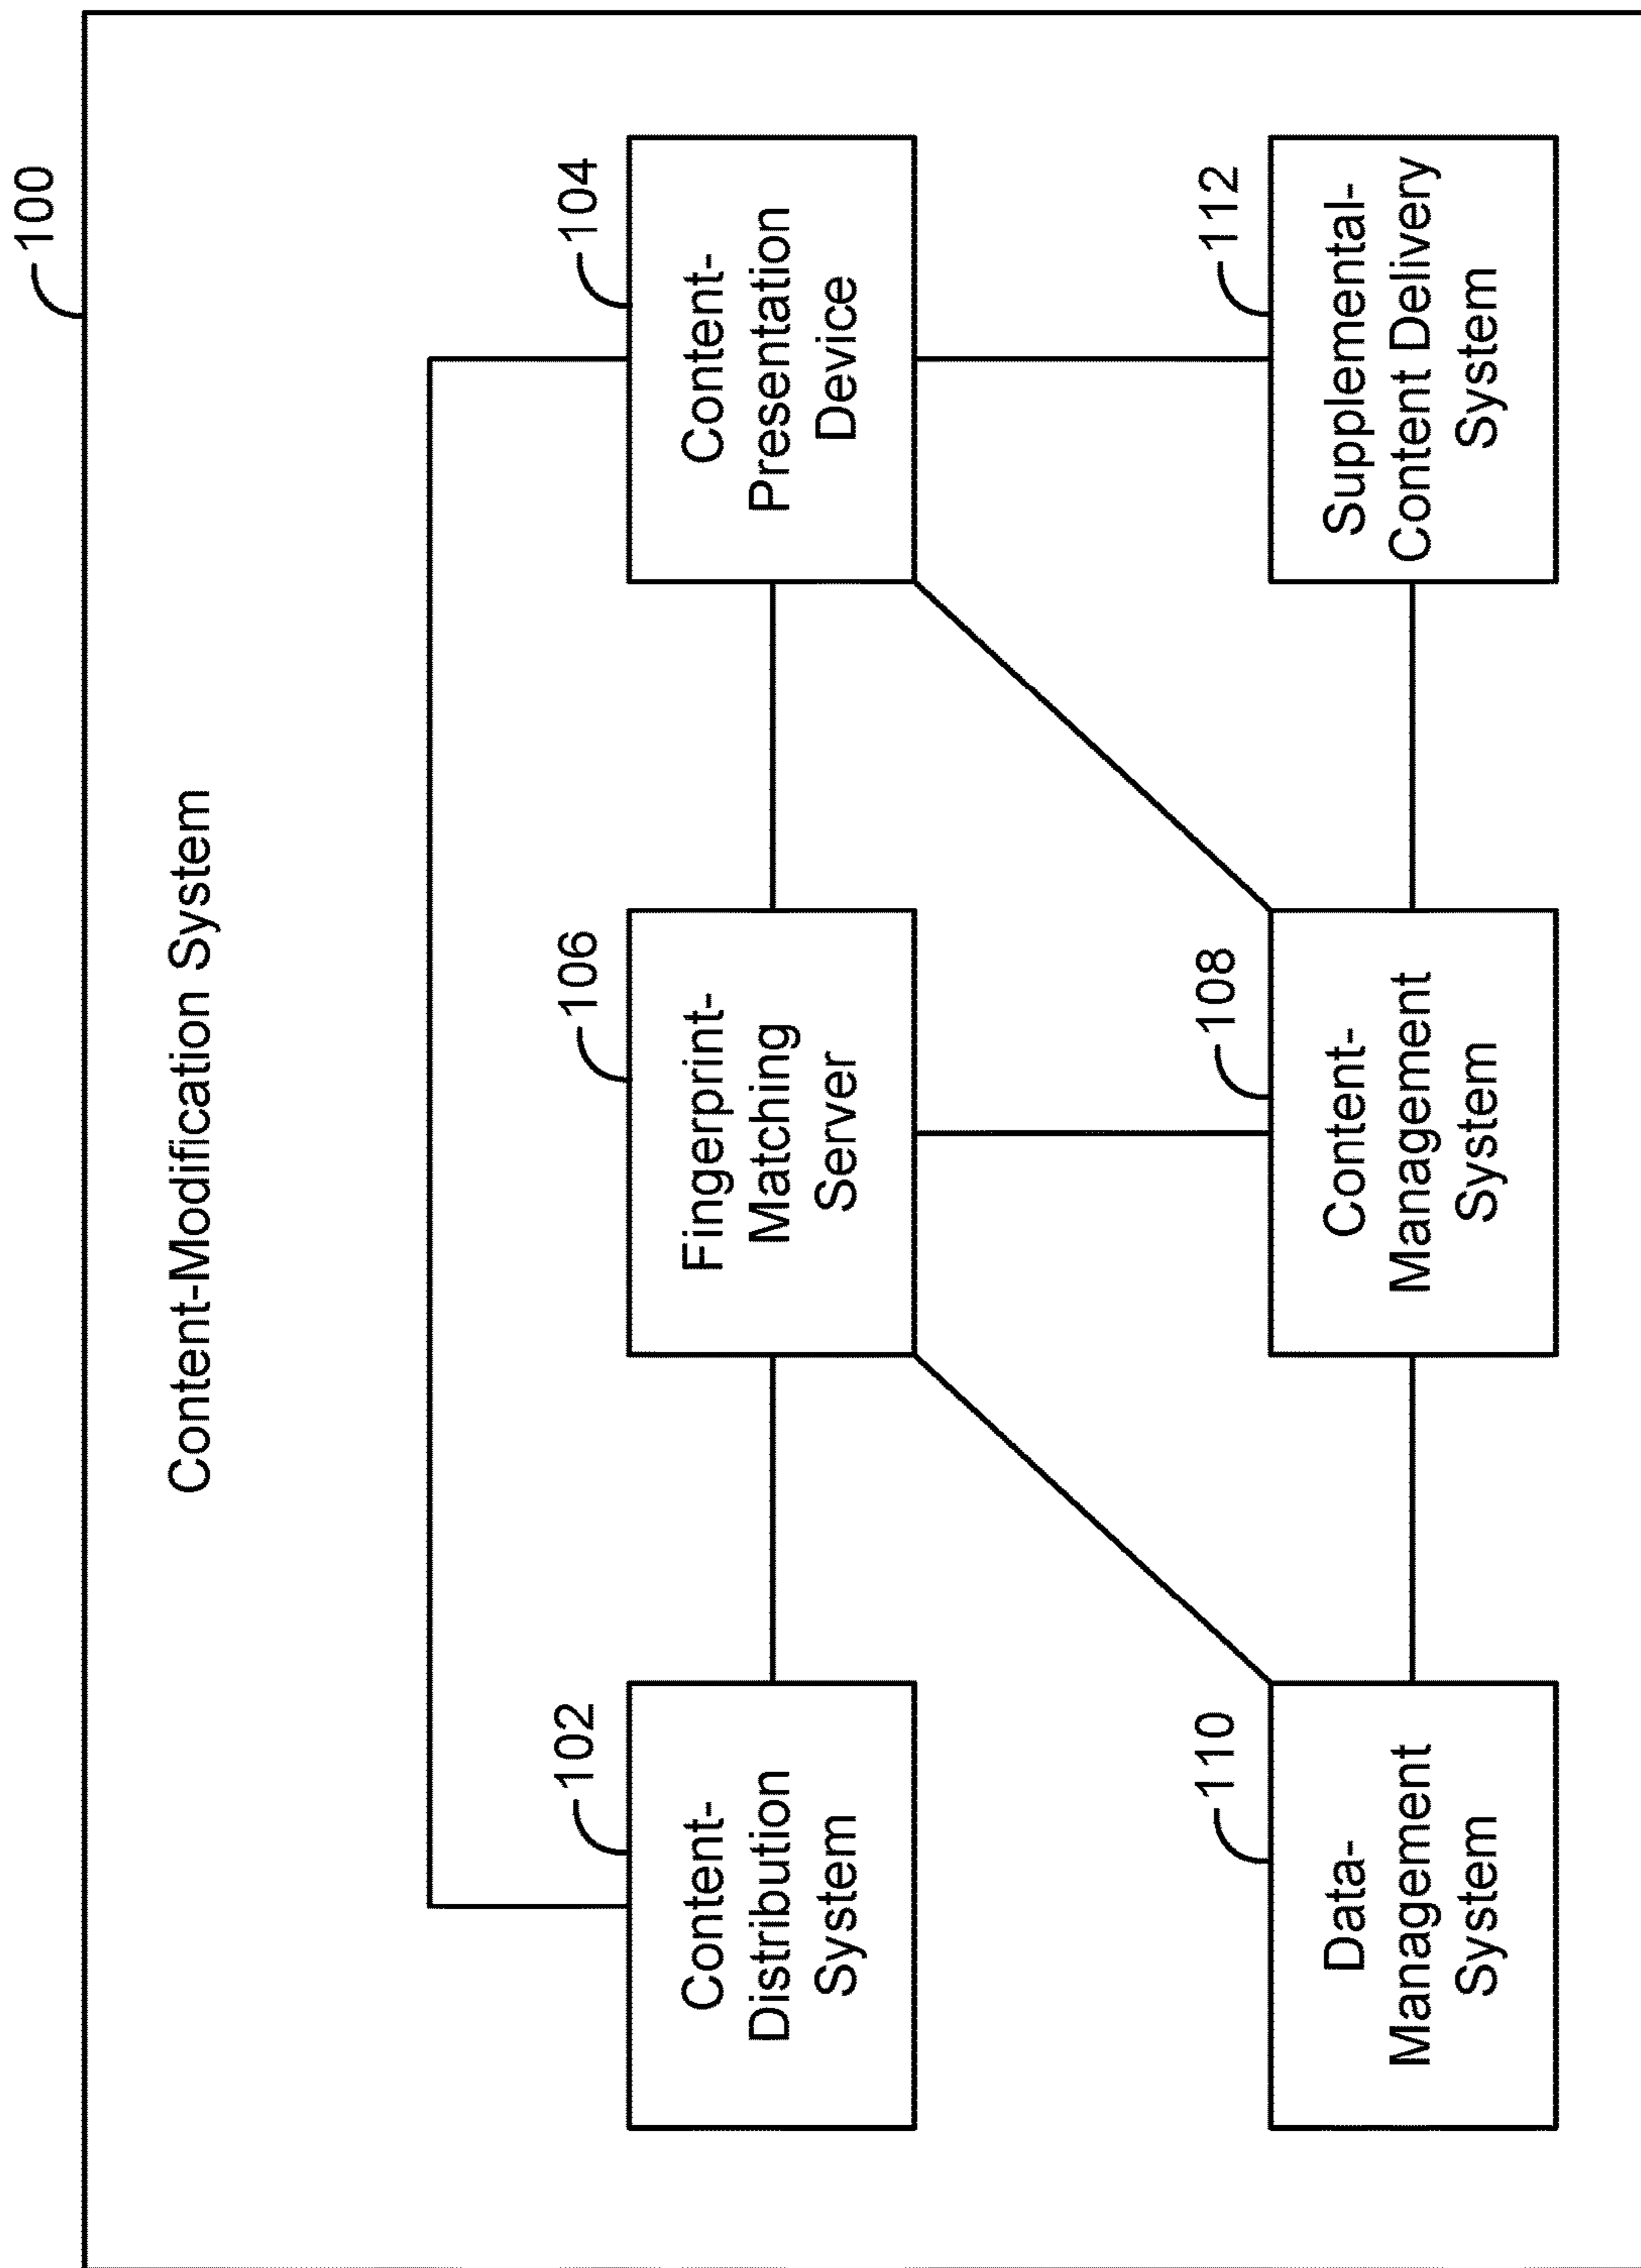 100
Content-Modification System
102
Content-
Distribution
System
106
Fingerprint-
Matching
Server
104
Content-
Presentation
Device
110
Data-
Management
System
108
Content-
Management
System
112
Supplemental-
Content Delivery
System